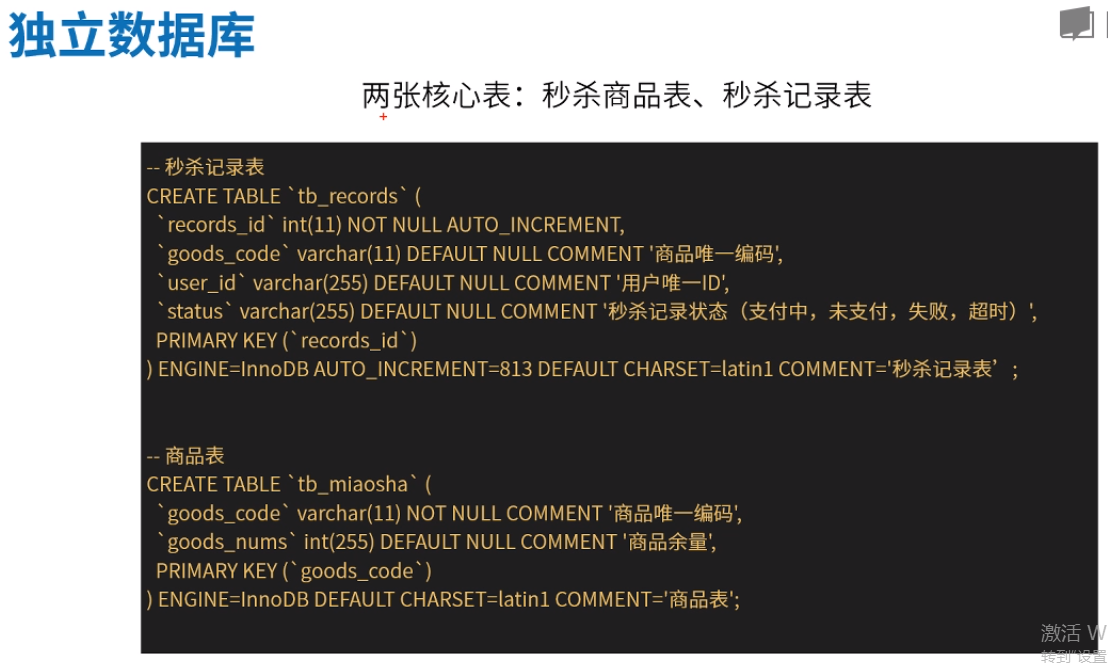 独立数据库
两张核心表：秒杀商品表、秒杀记录表
-- 秒杀记录表
CREATE TABLE `tb_records` (
`records_id` int(11) NOT NULL AUTO_INCREMENT,
`goods_code` varchar(11) DEFAULT NULL COMMENT '商品唯一编码',
`user_id` varchar(255) DEFAULT NULL COMMENT '用户唯一ID',
`status` varchar(255) DEFAULT NULL COMMENT '秒杀记录状态（支付中，未支付，失败，超时）',
PRIMARY KEY (`records_id`)
) ENGINE=InnoDB AUTO_INCREMENT=813 DEFAULT CHARSET=latin1 COMMENT='秒杀记录表’;
-- 商品表
CREATE TABLE `tb_miaosha` (
`goods_code` varchar(11) NOT NULL COMMENT '商品唯一编码',
`goods_nums` int(255) DEFAULT NULL COMMENT '商品余量',
PRIMARY KEY (`goods_code`)
) ENGINE=InnoDB DEFAULT CHARSET=latin1 COMMENT='商品表';
激活 W
转到"设置